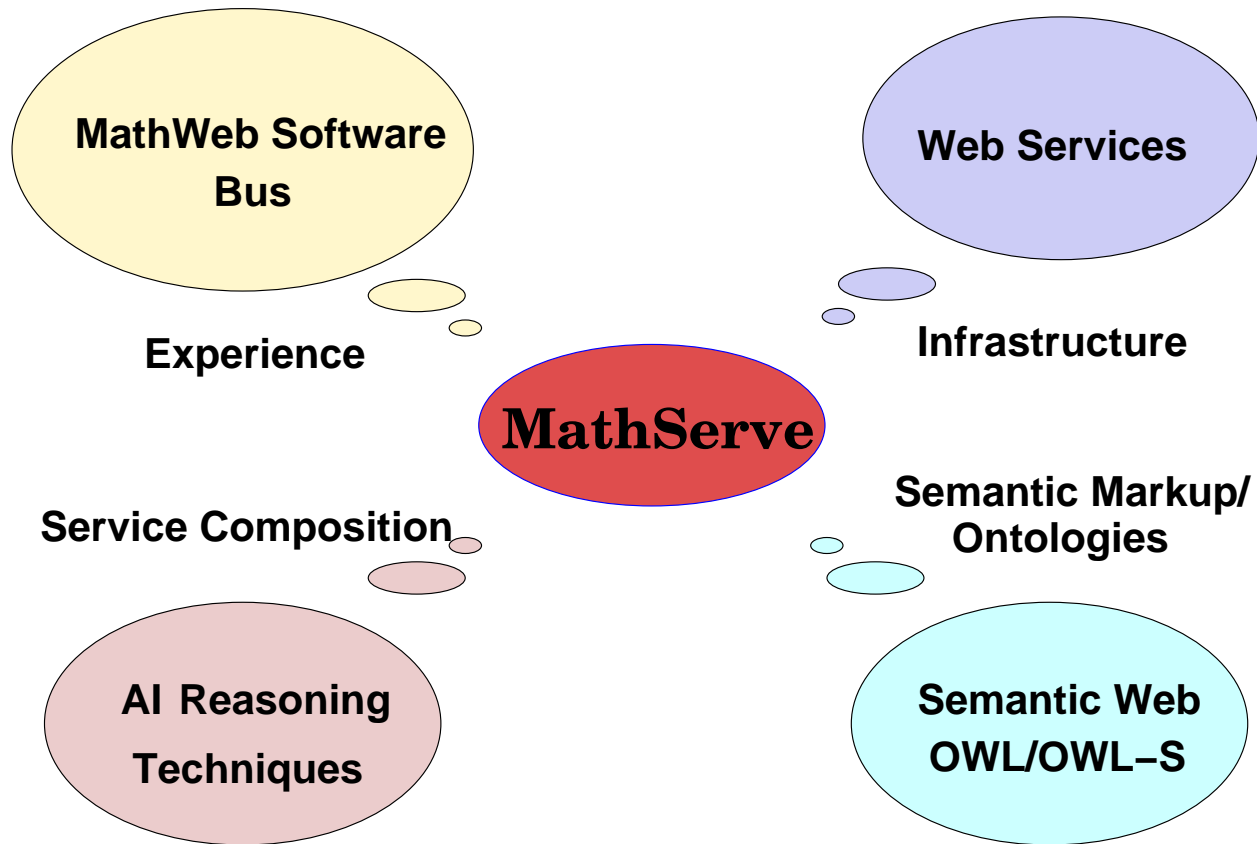 MathWeb Software
Bus
Web Services
Experience
Infrastructure
MathServe
Service Composition
Semantic Markup/
Ontologies
AI Reasoning
Techniques
Semantic Web
OWL/OWL–S